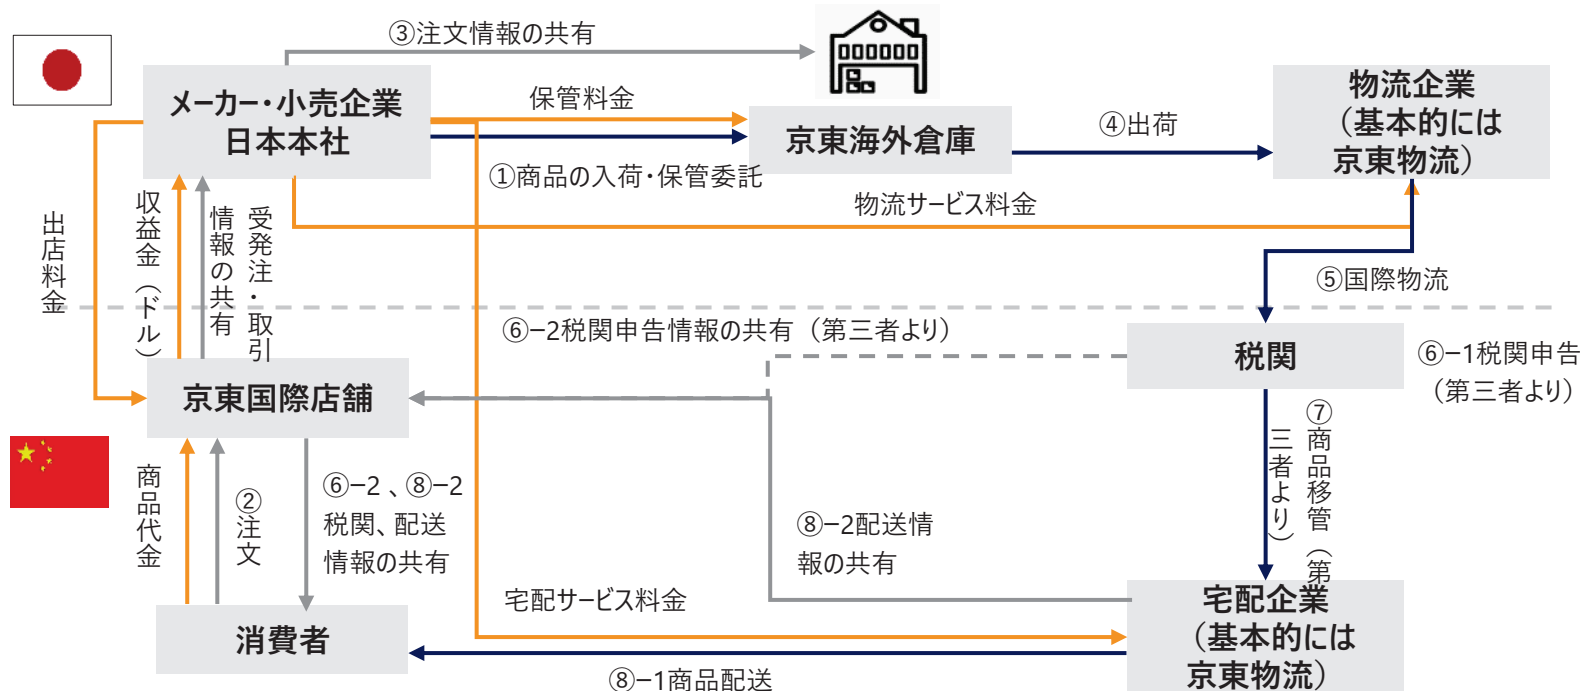 ③注文情報の共有
メーカー・小売企業
日本本社
保管料金
京東海外倉庫
①商品の入荷・保管委託
④出荷
物流企業
（基本的には
京東物流）
物流サービス料金
出店料金
収益金（ドル）
受発注・取引
情報の共有
⑤国際物流
⑥−2税関申告情報の共有（第三者より）
税関
⑥−1税関申告
（第三者より）
京東国際店舗
⑦商品移管（第
三者より）
商品代金
②注文
⑥−2 、⑧−2
税関、配送
情報の共有
⑧−2配送情
報の共有
宅配サービス料金
消費者
宅配企業
（基本的には
京東物流）
⑧−1商品配送